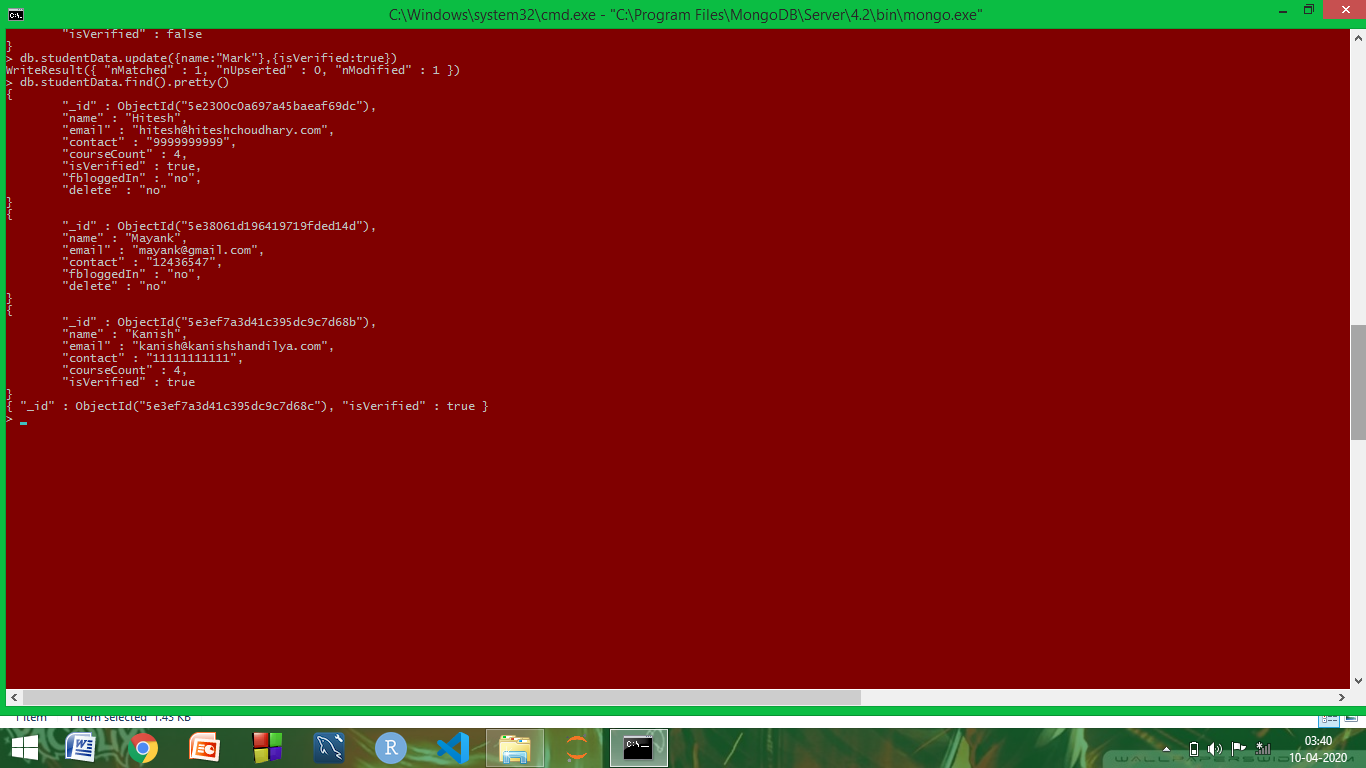 C:\Windows\system32\cmd.exe - "C:\Program Files\MongoDB\Server\4.2\bin\mongo.exe"
"isVerified" : false
}
> db.studentData.update({name:"Mark"},{isVerified:true})
WriteResult({ "nMatched" : 1, "nUpserted" : 0, "nModified" : 1 })
> db.studentData.find().pretty()
{
"_id" : ObjectId("5e2300c0a697a45baeaf69dc"),
"name" : "Hitesh",
"email" : "hitesh@hiteshchoudhary.com",
"contact" : "9999999999",
"courseCount" : 4,
"isVerified" : true,
"fbloggedIn" : "no",
"delete" : "no"
}
{
"_id" : ObjectId("5e38061d196419719fded14d"),
"name" : "Mayank",
"email" : "mayank@gmail.com",
"contact" : "12436547",
"fbloggedIn" : "no",
"delete" : "no"
}
{
"_id" : ObjectId("5e3ef7a3d41c395dc9c7d68b"),
"name" : "Kanish",
"email" : "kanish@kanishshandilya.com",
"contact" : "11111111111",
"courseCount" : 4,
"isVerified" : true
}
{ "_id" : ObjectId("5e3ef7a3d41c395dc9c7d68c"), "isVerified" : true }
>
1 item 1 item selected 1.45 KB
03:40
10-04-2020